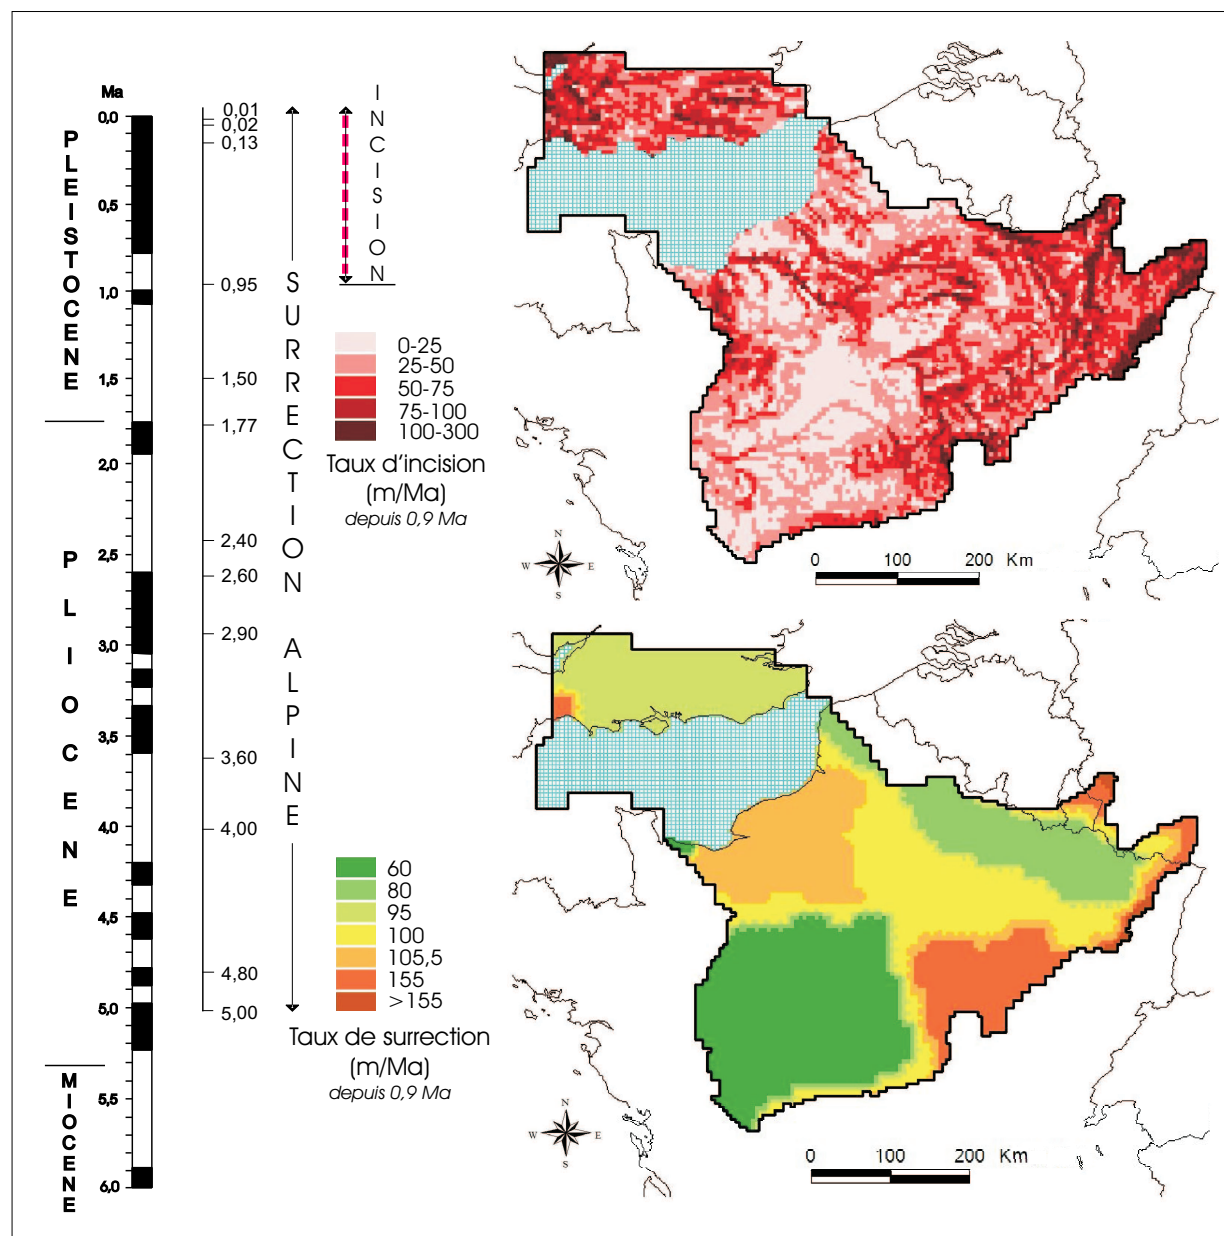 Ma
0,0
0,5
1,0
1,5
2,0
2,5
3,0
3,5
4,0
4,5
5,0
5,5
6,0
PLEISTOCENE
PLIOCENE
MIOCENE
0,01
0,02
0,13
0,95
1,50
1,77
2,40
2,60
2,90
3,60
4,00
4,80
5,00
SURRECTION ALPINE
INCISION
0-25
25-50
50-75
75-100
100-300
Taux d'incision
(m/Ma)
depuis 0,9 Ma
N
W E
S
0 100 200 Km
60
80
95
100
105,5
155
>155
Taux de surrection
(m/Ma)
depuis 0,9 Ma
N
W E
S
0 100 200 Km